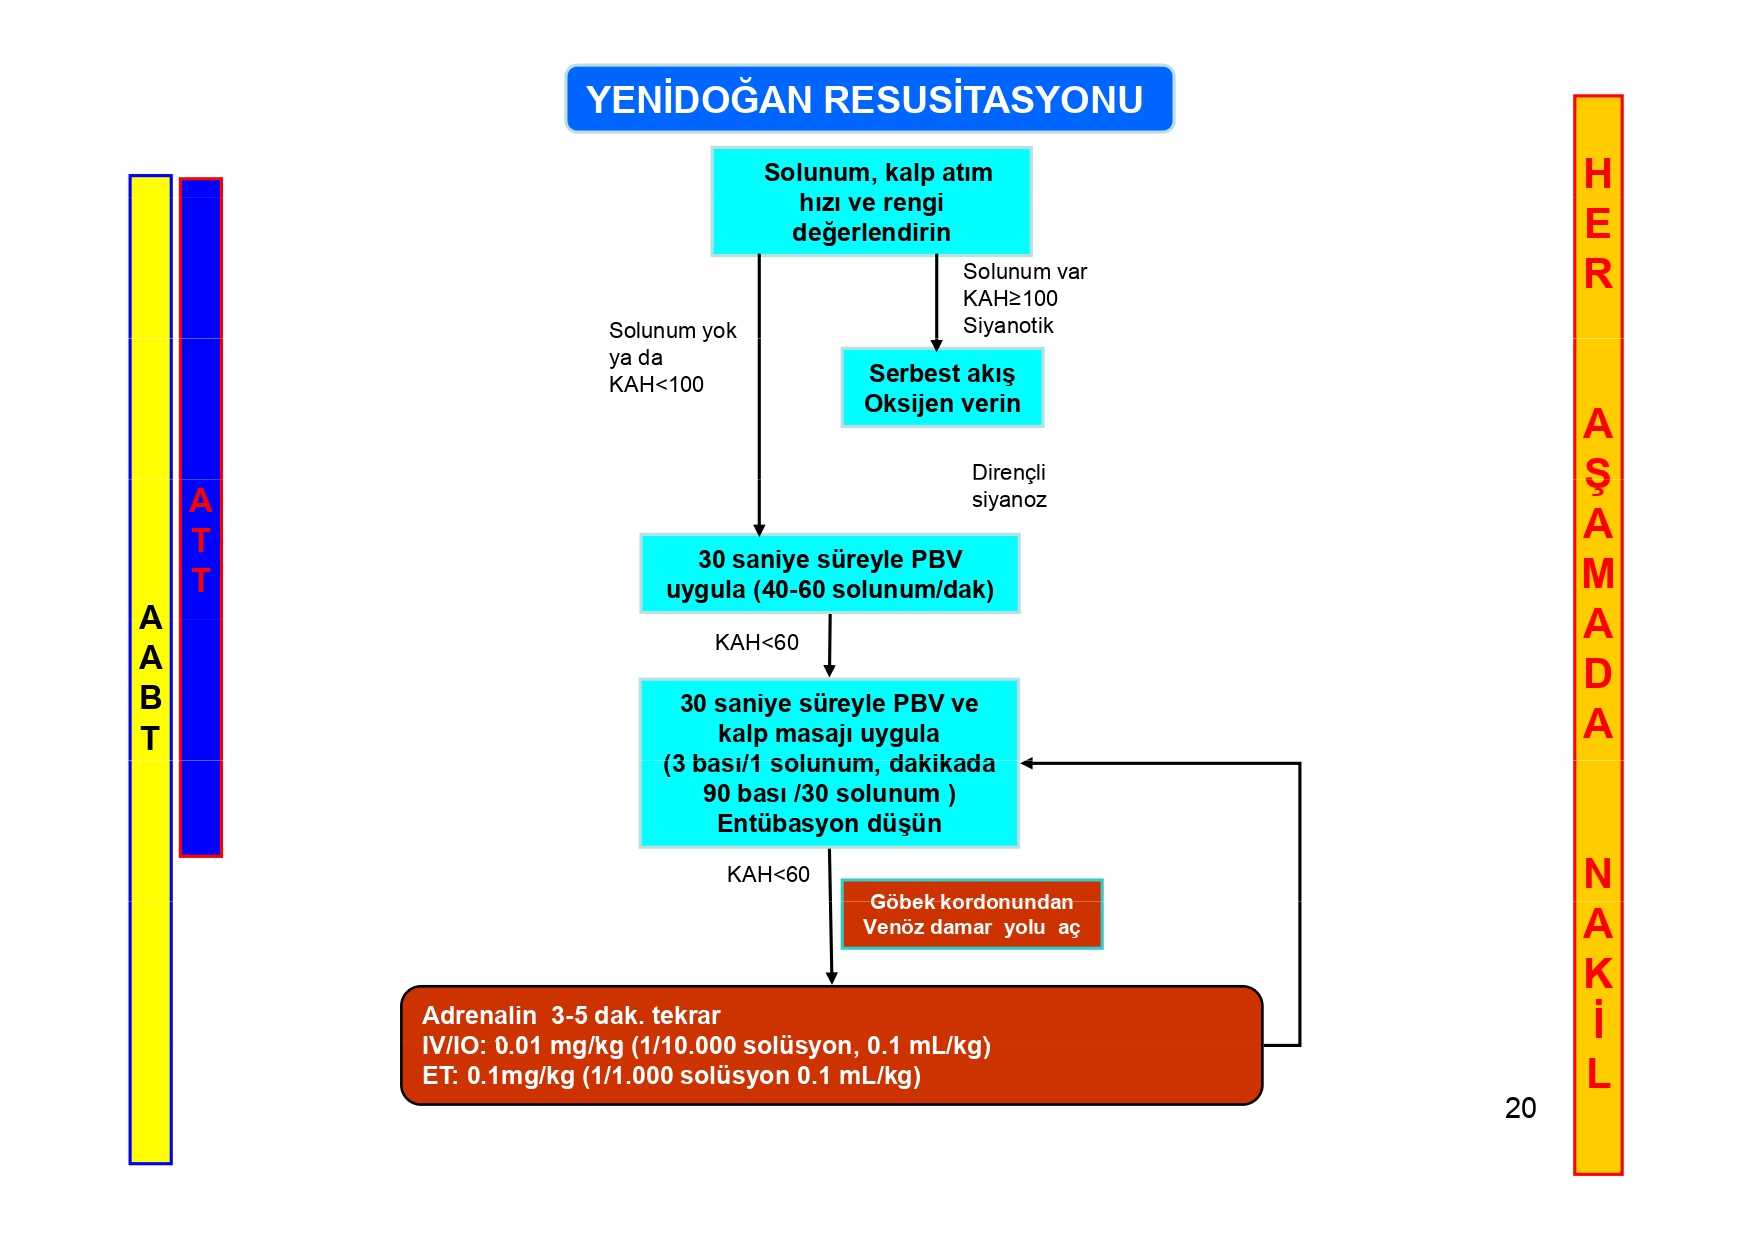 YENİDOĞAN RESUSİTASYONU
Solunum, kalp atım
hızı ve rengi
değerlendirin
Solunum var
KAH≥100
Siyanotik
Solunum yok
ya da
KAH<100
Serbest akış
Oksijen verin
Dirençli
siyanoz
30 saniye süreyle PBV
uygula (40-60 solunum/dak)
KAH<60
30 saniye süreyle PBV ve
kalp masajı uygula
(3 bası/1 solunum, dakikada
90 bası /30 solunum )
Entübasyon düşün
KAH<60
Göbek kordonundan
Venöz damar yolu aç
Adrenalin 3-5 dak. tekrar
IV/IO: 0.01 mg/kg (1/10.000 solüsyon, 0.1 mL/kg)
ET: 0.1mg/kg (1/1.000 solüsyon 0.1 mL/kg)
AABT
ATT
HER AŞAMADA NAKİL
20